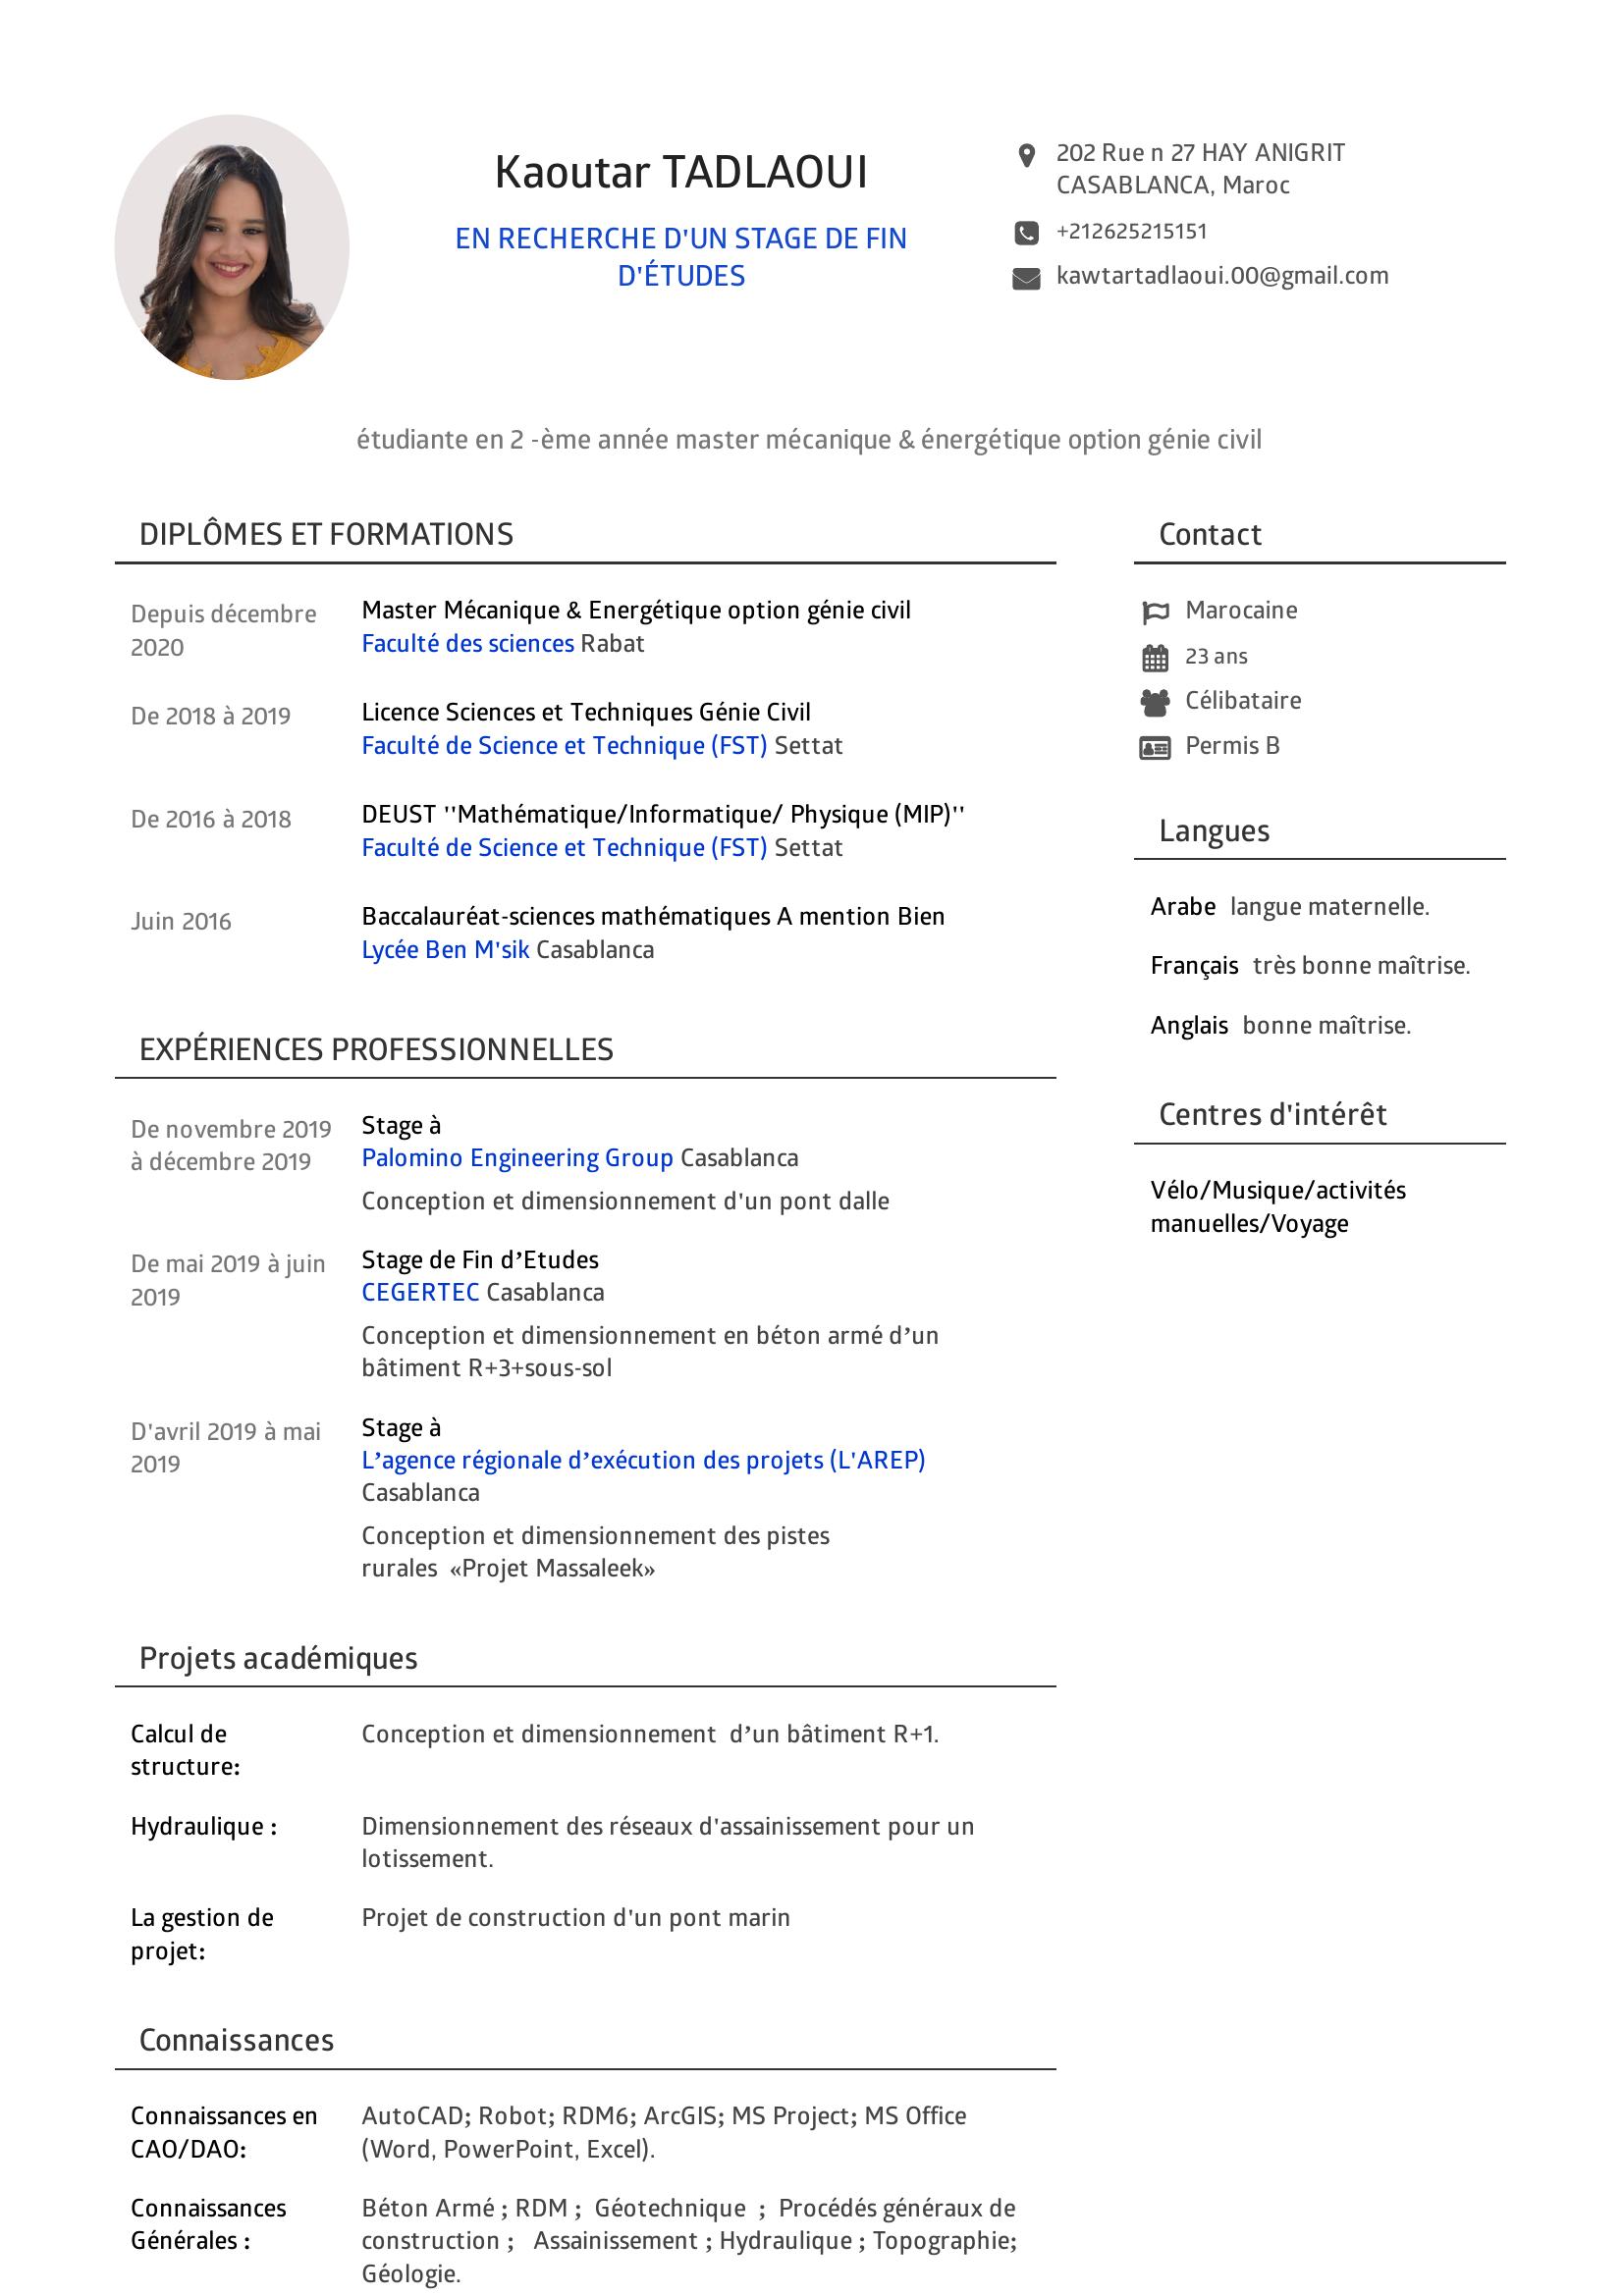 Kaoutar TADLAOUI
EN RECHERCHE D'UN STAGE DE FIN
D'ÉTUDES
202 Rue n 27 HAY ANIGRIT
CASABLANCA, Maroc
+212625215151
kawtartadlaoui.00@gmail.com
étudiante en 2 -ème année master mécanique & énergétique option génie civil
DIPLÔMES ET FORMATIONS
Depuis décembre
2020
Master Mécanique & Energétique option génie civil
Faculté des sciences Rabat
De 2018 à 2019
Licence Sciences et Techniques Génie Civil
Faculté de Science et Technique (FST) Settat
De 2016 à 2018
DEUST ''Mathématique/Informatique/ Physique (MIP)''
Faculté de Science et Technique (FST) Settat
Juin 2016
Baccalauréat-sciences mathématiques A mention Bien
Lycée Ben M'sik Casablanca
EXPÉRIENCES PROFESSIONNELLES
De novembre 2019
à décembre 2019
Stage à
Palomino Engineering Group Casablanca
Conception et dimensionnement d'un pont dalle
De mai 2019 à juin
2019
Stage de Fin d’Etudes
CEGERTEC Casablanca
Conception et dimensionnement en béton armé d’un
bâtiment R+3+sous-sol
D'avril 2019 à mai
2019
Stage à
L’agence régionale d’exécution des projets (L'AREP)
Casablanca
Conception et dimensionnement des pistes
rurales «Projet Massaleek»
Projets académiques
Calcul de
structure:
Conception et dimensionnement d’un bâtiment R+1.
Hydraulique :
Dimensionnement des réseaux d'assainissement pour un
lotissement.
La gestion de
projet:
Projet de construction d'un pont marin
Connaissances
Connaissances en
CAO/DAO:
AutoCAD; Robot; RDM6; ArcGIS; MS Project; MS Office
(Word, PowerPoint, Excel).
Connaissances
Générales :
Béton Armé ; RDM ; Géotechnique ; Procédés généraux de
construction ; Assainissement ; Hydraulique ; Topographie;
Géologie.
Contact
Marocaine
23 ans
Célibataire
Permis B
Langues
Arabe langue maternelle.
Français très bonne maîtrise.
Anglais bonne maîtrise.
Centres d'intérêt
Vélo/Musique/activités
manuelles/Voyage